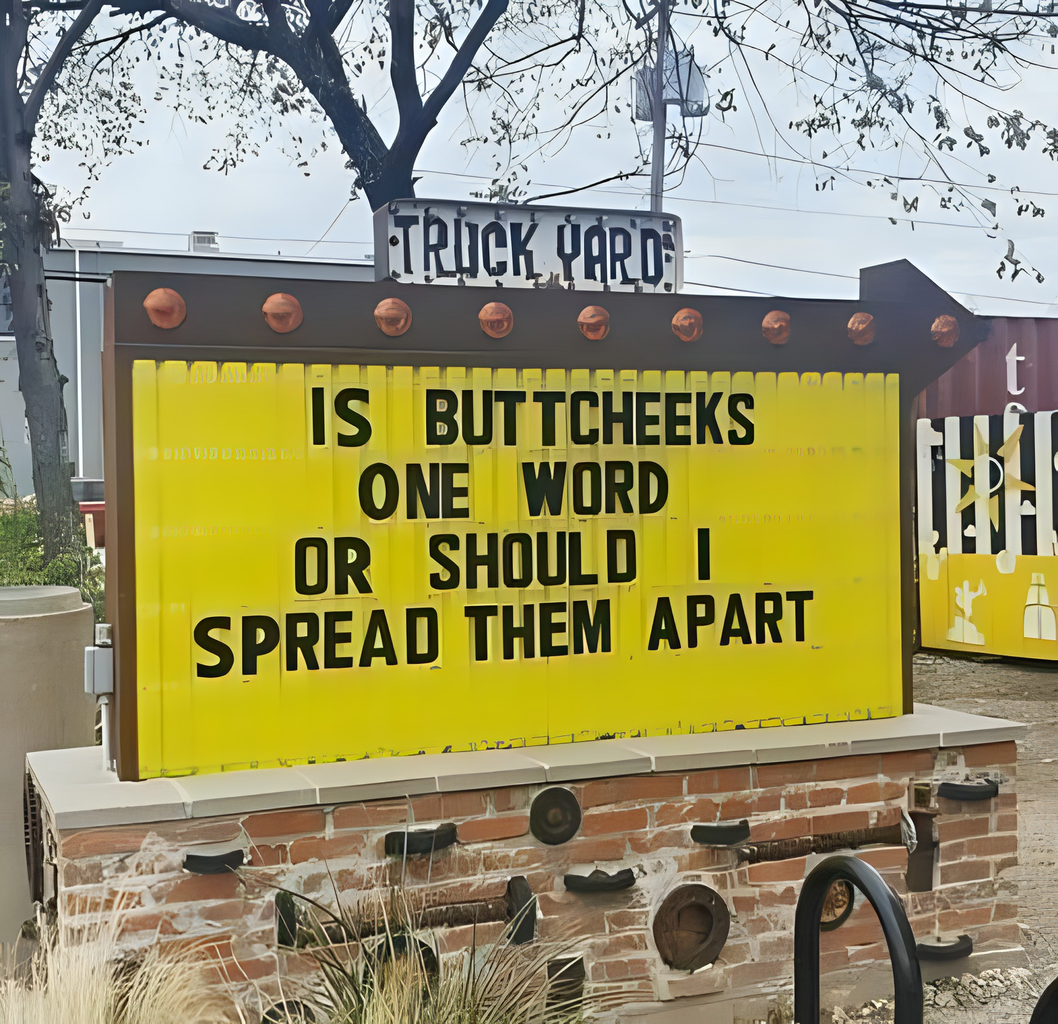 TRUCK YARD
IS BUTTCHEEKS
ONE WORD
OR SHOULD I
SPREAD THEM APART
t